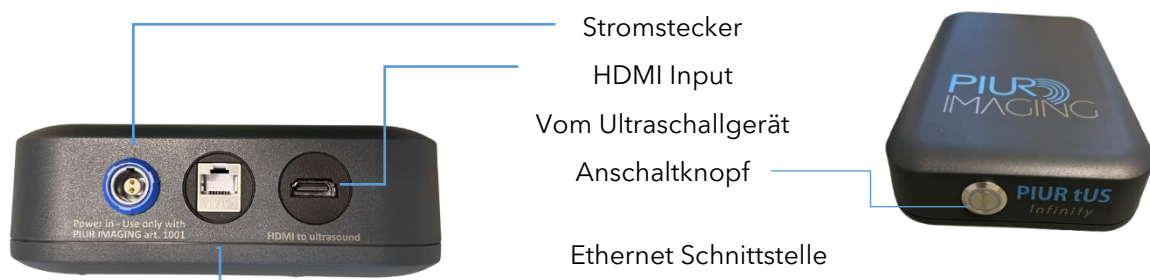 Stromstecker
HDMI Input
Vom Ultraschallgerät
Anschaltknopf
Ethernet Schnittstelle
Power in - Use only with
PIUR IMAGING art. 1001
HDMI to ultrasound
PIUR
IMAGING
PIUR tUS
Infinity